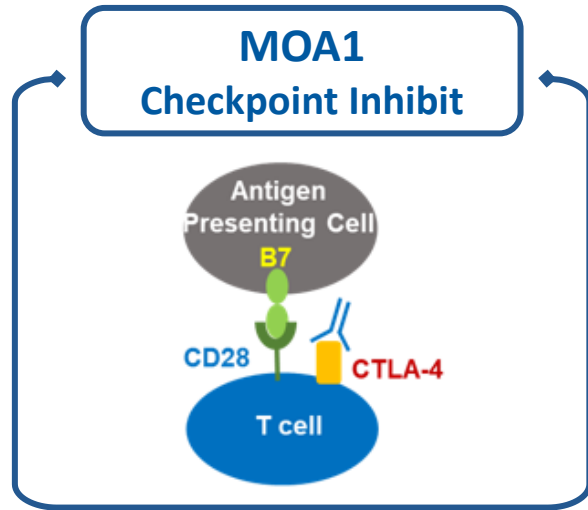 MOA1
Checkpoint Inhibit
Antigen
Presenting Cell
B7
CD28
CTLA-4
T cell